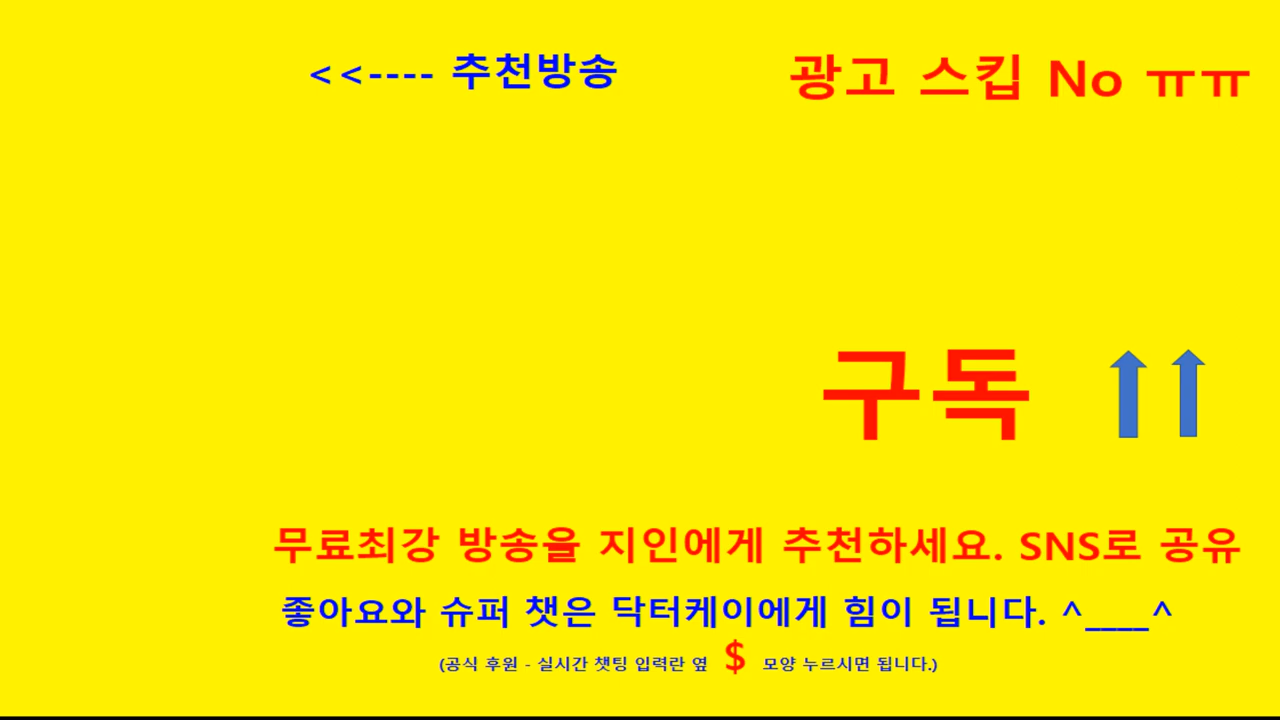 <<---- 추천방송
광고 스킵 No ㅠㅠ
구독
무료최강 방송을 지인에게 추천하세요. SNS로 공유
좋아요와 슈퍼 챗은 닥터케이에게 힘이 됩니다. ^____^
(공식 후원 - 실시간 챗팅 입력란 옆 $ 모양 누르시면 됩니다.)